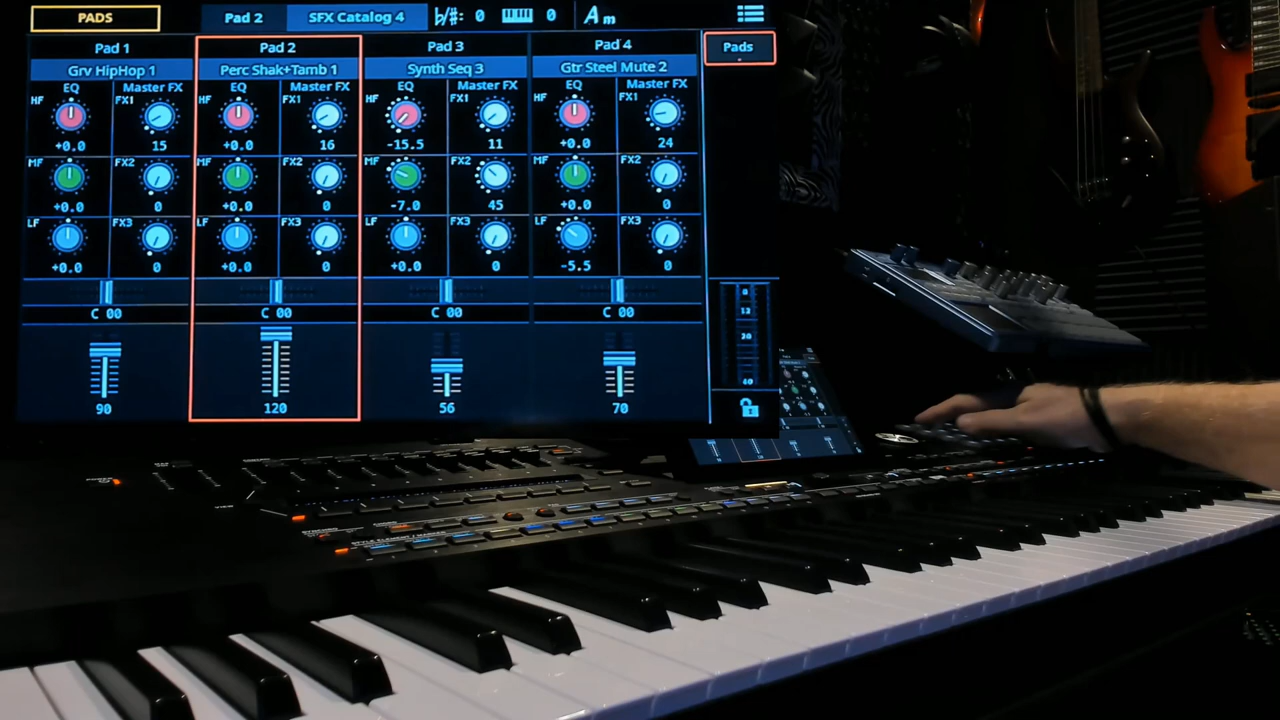 PADS Pad 2 SFX Catalog 4 b/#: 0 0 Am
Pad 1 Pad 2 Pad 3 Pad 4 Pads
Grv HipHop 1 Perc Shak+Tamb 1 Synth Seq 3 Gtr Steel Mute 2
EQ Master FX EQ Master FX EQ Master FX EQ Master FX
HF FX1 HF FX1 HF FX1 HF FX1
+0.0 15 +0.0 16 -15.5 11 +0.0 24
MF FX2 MF FX2 MF FX2 MF FX2
+0.0 0 +0.0 0 -7.0 45 +0.0 0
LF FX3 LF FX3 LF FX3 LF FX3
+0.0 0 +0.0 0 +0.0 0 -5.5 0
C 00 C 00 C 00 C 00
90 120 56 70
0
12
20
40